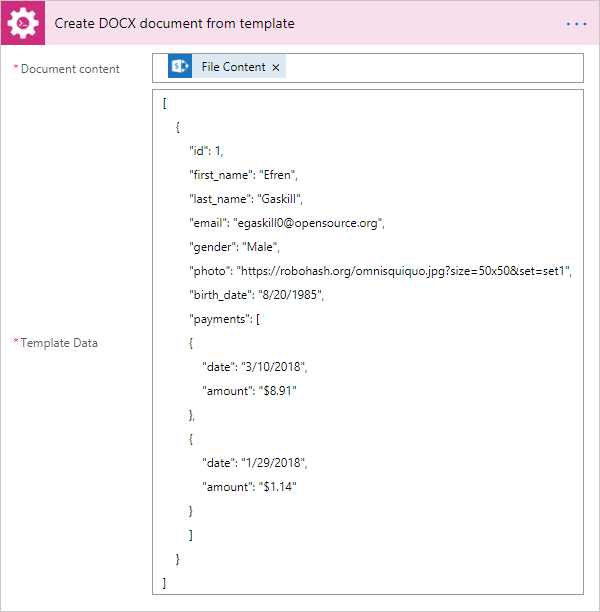 Create DOCX document from template
* Document content
File Content ×
* Template Data
[
{
"id": 1,
"first_name": "Efren",
"last_name": "Gaskill",
"email": "egaskill0@opensource.org",
"gender": "Male",
"photo": "https://robohash.org/omnisquiquo.jpg?size=50x50&set=set1",
"birth_date": "8/20/1985",
"payments": [
{
"date": "3/10/2018",
"amount": "$8.91"
},
{
"date": "1/29/2018",
"amount": "$1.14"
}
]
}
]